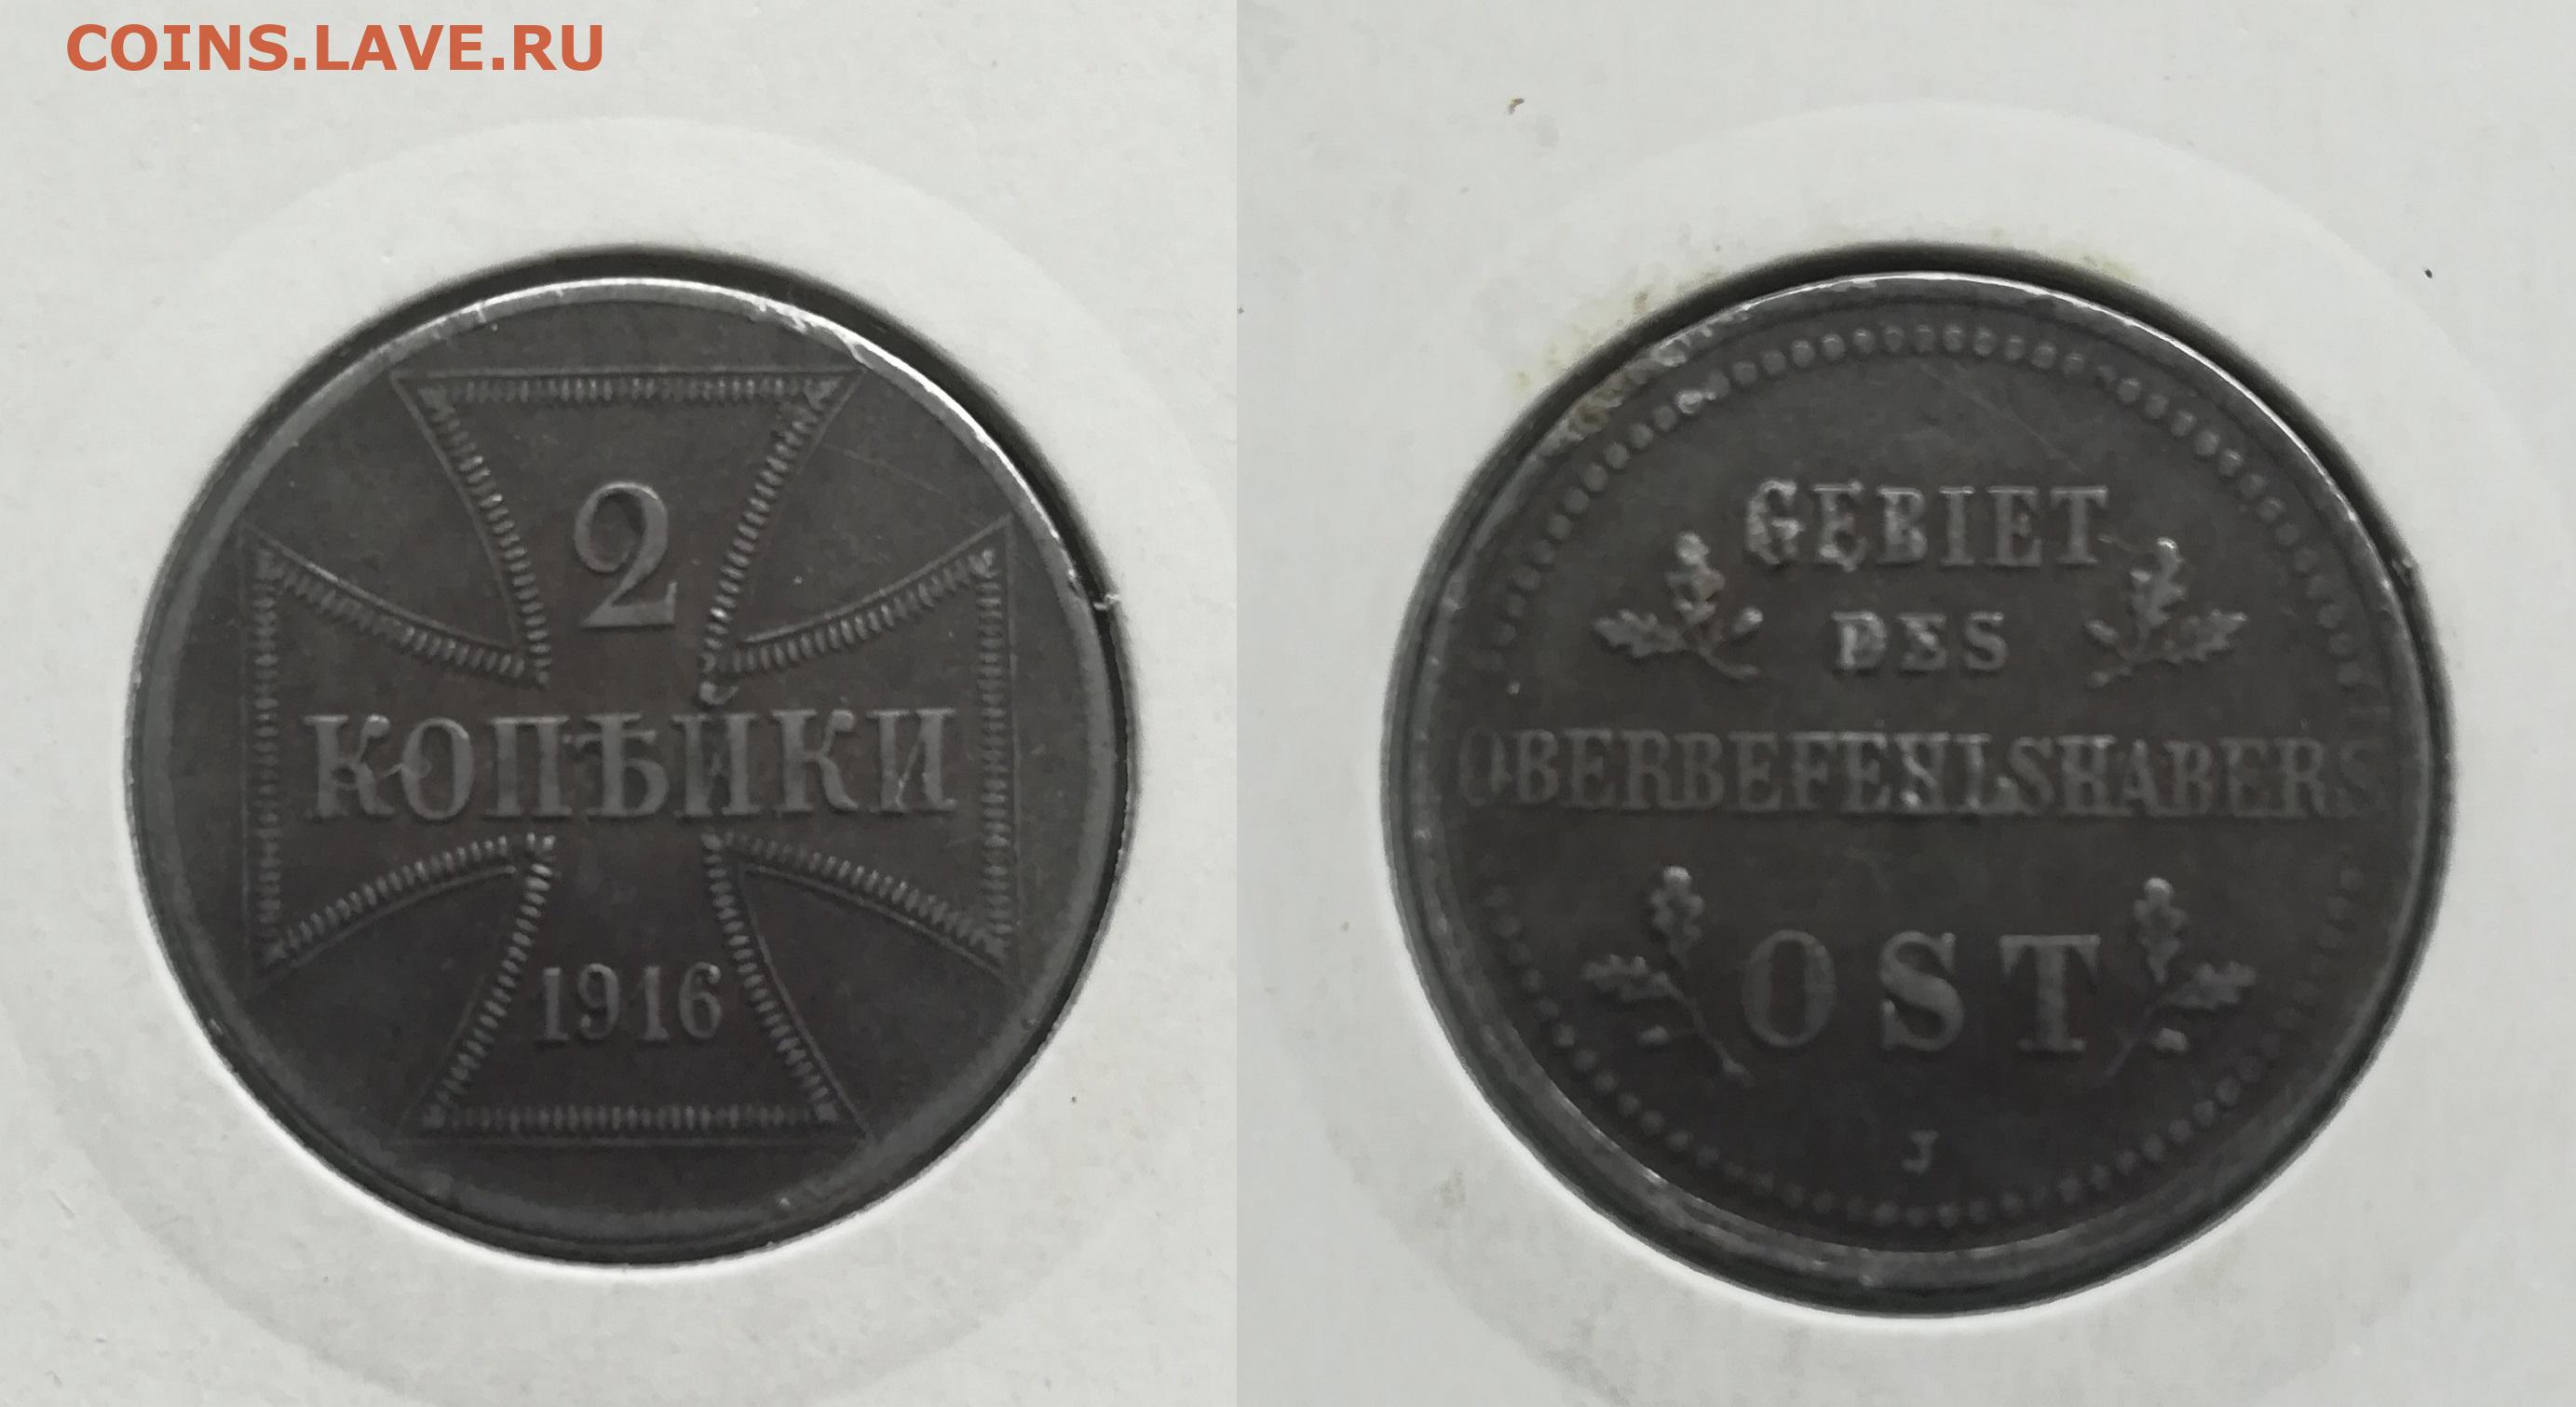 COINS.LAVE.RU
2
КОПѢЙКИ
1916
GEBIET
DES
OBERBEFEHLSHABERS
OST
J